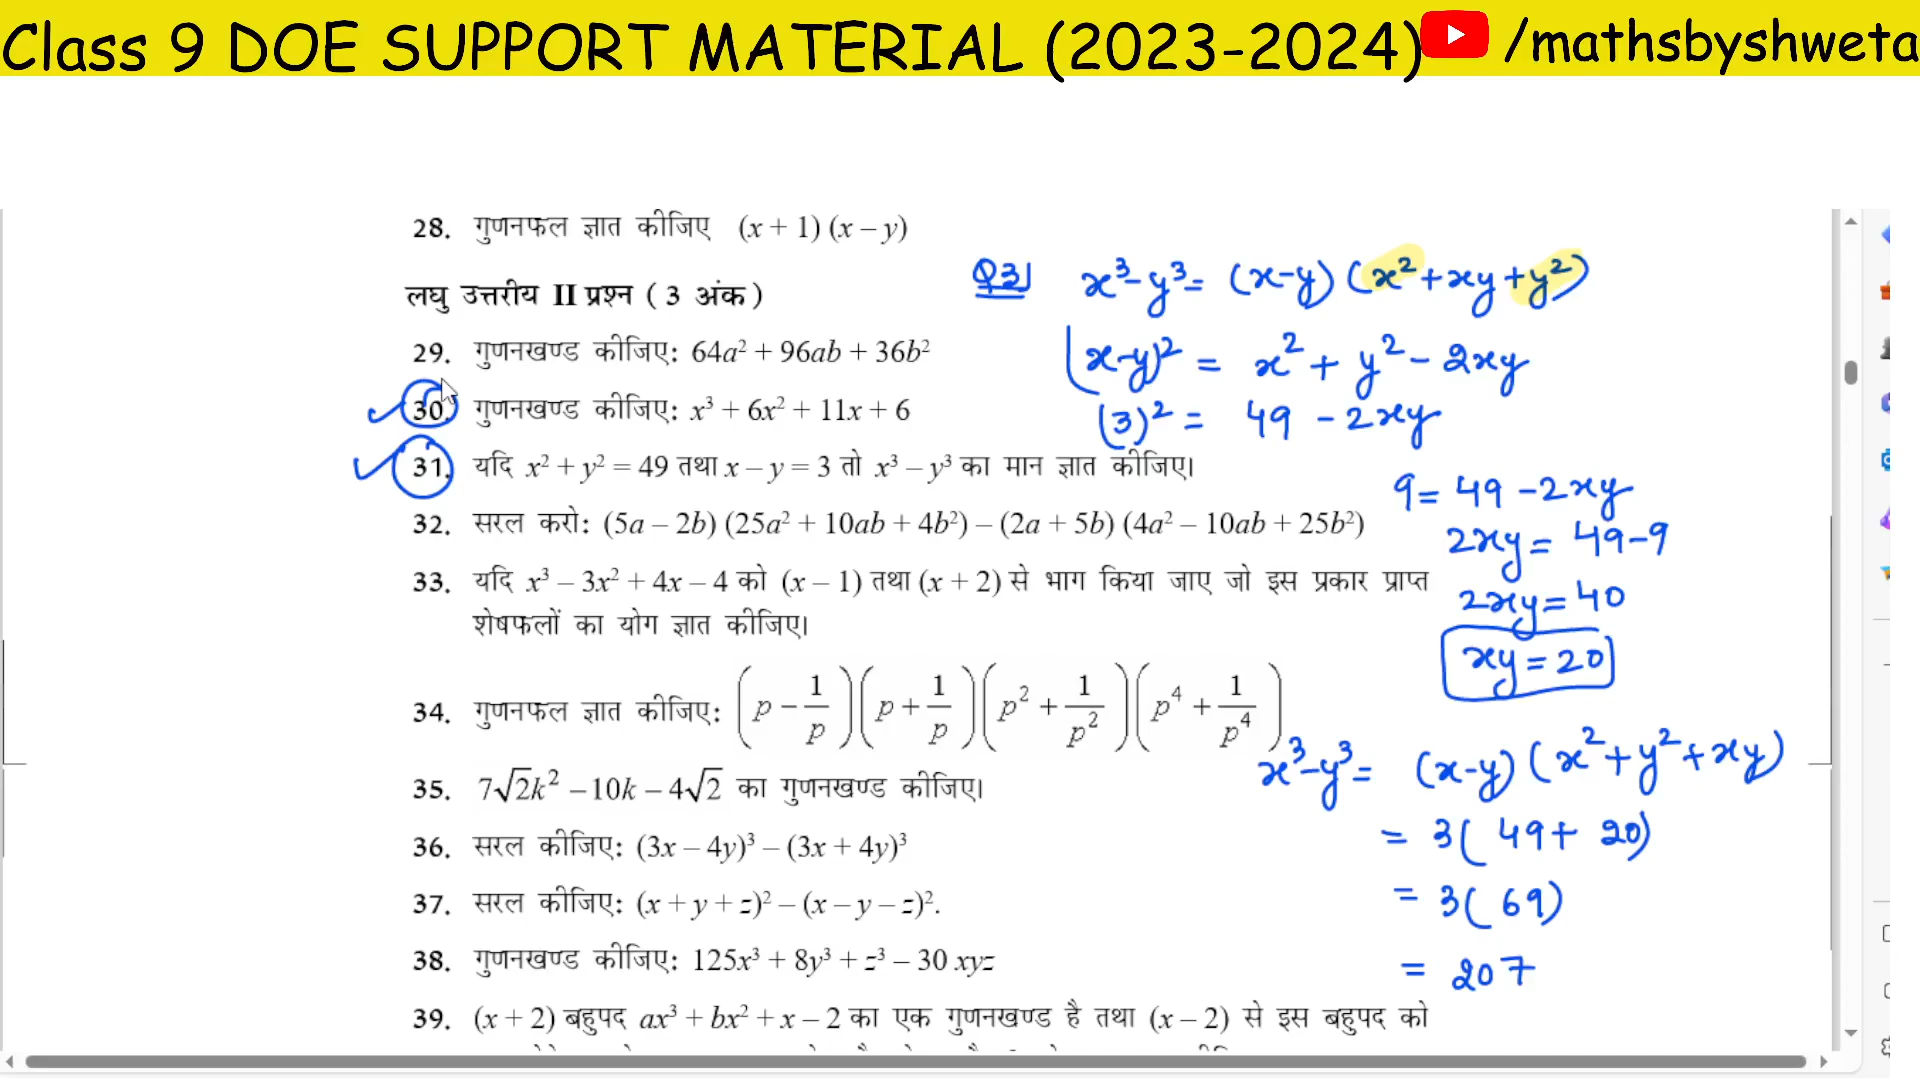 Class 9 DOE SUPPORT MATERIAL (2023-2024) /mathsbyshweta
28. गुणनफल ज्ञात कीजिए (x + 1) (x – y)
लघु उत्तरीय II प्रश्न ( 3 अंक )
29. गुणनखण्ड कीजिए: 64a² + 96ab + 36b²
30. गुणनखण्ड कीजिए: x³ + 6x² + 11x + 6
31. यदि x² + y² = 49 तथा x – y = 3 तो x³ – y³ का मान ज्ञात कीजिए।
32. सरल करो: (5a – 2b) (25a² + 10ab + 4b²) – (2a + 5b) (4a² – 10ab + 25b²)
33. यदि x³ – 3x² + 4x – 4 को (x – 1) तथा (x + 2) से भाग किया जाए जो इस प्रकार प्राप्त
शेषफलों का योग ज्ञात कीजिए।
34. गुणनफल ज्ञात कीजिए: (p – 1/p) (p + 1/p) (p² + 1/p²) (p⁴ + 1/p⁴)
35. 7√2k² – 10k – 4√2 का गुणनखण्ड कीजिए।
36. सरल कीजिए: (3x – 4y)³ – (3x + 4y)³
37. सरल कीजिए: (x + y + z)² – (x – y – z)².
38. गुणनखण्ड कीजिए: 125x³ + 8y³ + z³ – 30 xyz
39. (x + 2) बहुपद ax³ + bx² + x – 2 का एक गुणनखण्ड है तथा (x – 2) से इस बहुपद को
Q31 x³-y³= (x-y) (x²+xy+y²)
(x-y)² = x² + y² - 2xy
(3)² = 49 - 2xy
9 = 49 - 2xy
2xy = 49-9
2xy = 40
xy = 20
x³-y³= (x-y) (x²+y²+xy)
= 3( 49+ 20)
= 3( 69)
= 207